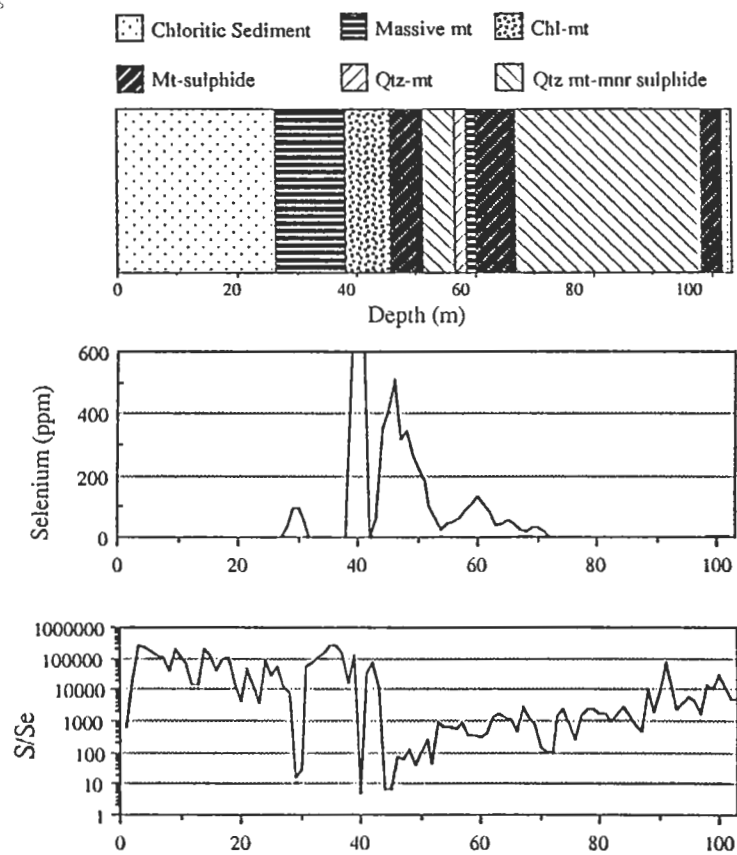 Chloritic Sediment Massive mt Chl-mt
Mt-sulphide Qtz-mt Qtz mt-mnr sulphide
0 20 40 60 80 100
Depth (m)
Selenium (ppm)
600
400
200
0
0 20 40 60 80 100
S/Se
1000000
100000
10000
1000
100
10
1
0 20 40 60 80 100